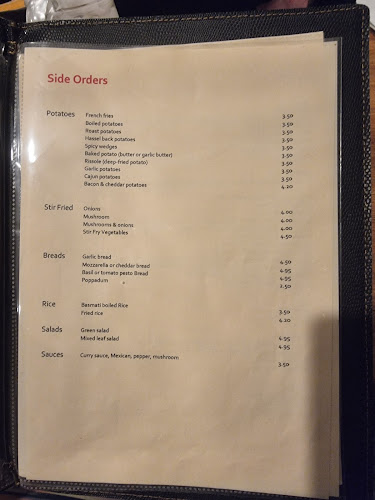 Side Orders
Potatoes French fries 3.50
Boiled potatoes 3.50
Roast potatoes 3.50
Hassel back potatoes 3.50
Spicy wedges 3.50
Baked potato (butter or garlic butter) 3.50
Rissole (deep-fried potato) 3.50
Garlic potatoes 3.50
Cajun potatoes 3.50
Bacon & cheddar potatoes 4.20
Stir Fried Onions 4.00
Mushroom 4.00
Mushrooms & onions 4.00
Stir Fry Vegetables 4.50
Breads Garlic bread 4.50
Mozzarella or cheddar bread 4.95
Basil or tomato pesto Bread 4.95
Poppadum 2.50
Rice Basmati boiled Rice 3.50
Fried rice 4.20
Salads Green salad 4.95
Mixed leaf salad 4.95
Sauces Curry sauce, Mexican, pepper, mushroom 3.50